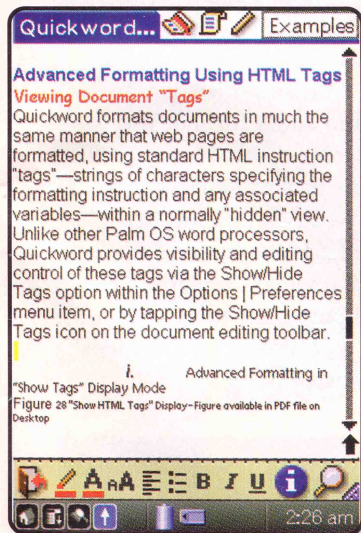 Quickword... Examples
Advanced Formatting Using HTML Tags
Viewing Document "Tags"
Quickword formats documents in much the
same manner that web pages are
formatted, using standard HTML instruction
"tags"—strings of characters specifying the
formatting instruction and any associated
variables—within a normally "hidden" view.
Unlike other Palm OS word processors,
Quickword provides visibility and editing
control of these tags via the Show/Hide
Tags option within the Options | Preferences
menu item, or by tapping the Show/Hide
Tags icon on the document editing toolbar.
i. Advanced Formatting in
"Show Tags" Display Mode
Figure 28 "Show HTML Tags" Display-Figure available in PDF file on
Desktop
A AA B I U i
2:26 am